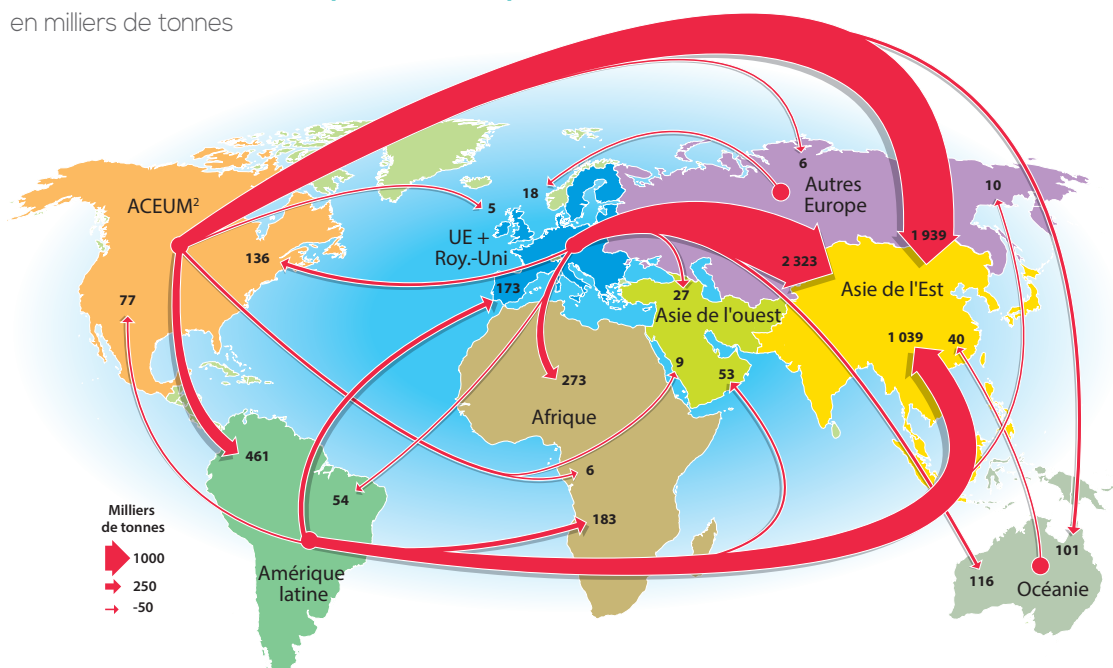 en milliers de tonnes
6
Autres
Europe
10
18
ACEUM²
5
UE +
Roy.-Uni
1 939
136
2 323
Asie de l'Est
173
27
Asie de l'ouest
77
1 039
40
9
53
273
Afrique
461
6
54
183
Milliers
de tonnes
1000
250
-50
Amérique
latine
101
116
Océanie